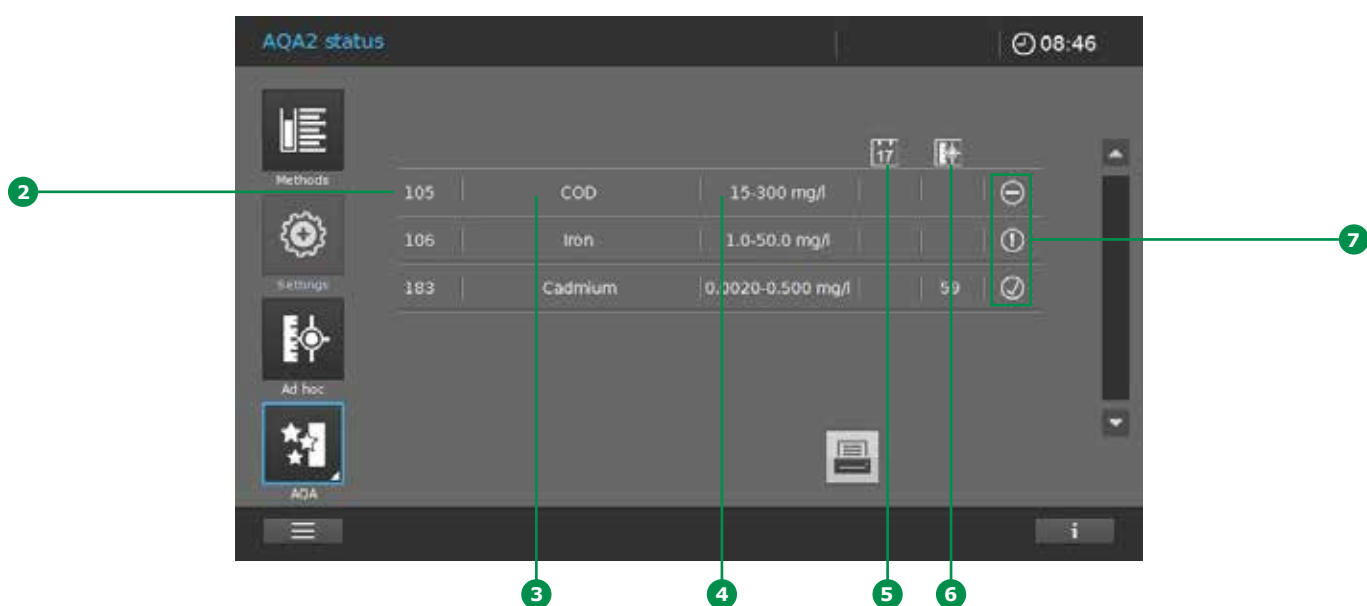 AQA2 status 08:46
Methods
17
2
105 COD 15-300 mg/l
106 Iron 1.0-50.0 mg/l
7
Settings
183 Cadmium 0.0020-0.500 mg/l 59
Ad hoc
AQA
i
3 4 5 6